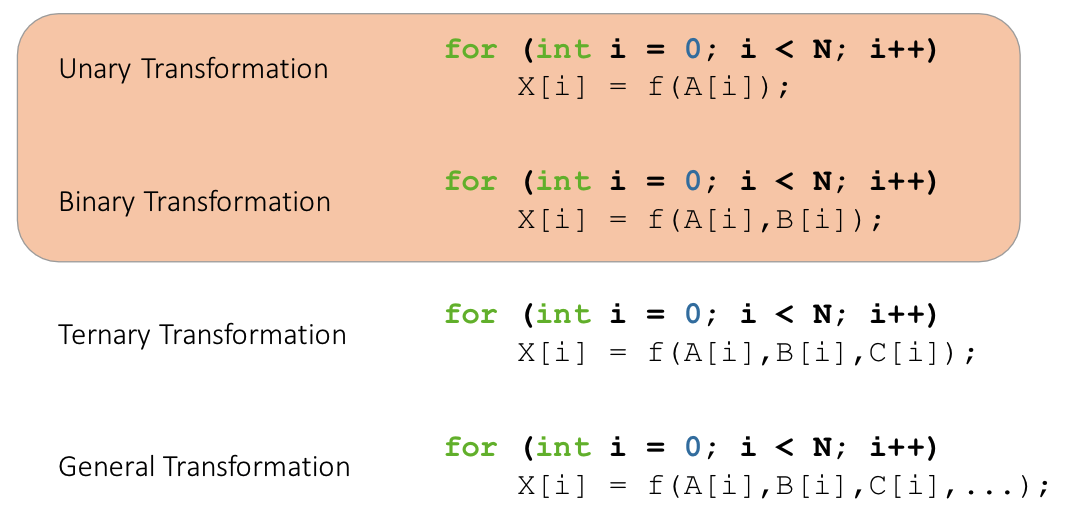 Unary Transformation
for (int i = 0; i < N; i++)
X[i] = f(A[i]);
Binary Transformation
for (int i = 0; i < N; i++)
X[i] = f(A[i],B[i]);
Ternary Transformation
for (int i = 0; i < N; i++)
X[i] = f(A[i],B[i],C[i]);
General Transformation
for (int i = 0; i < N; i++)
X[i] = f(A[i],B[i],C[i],...);